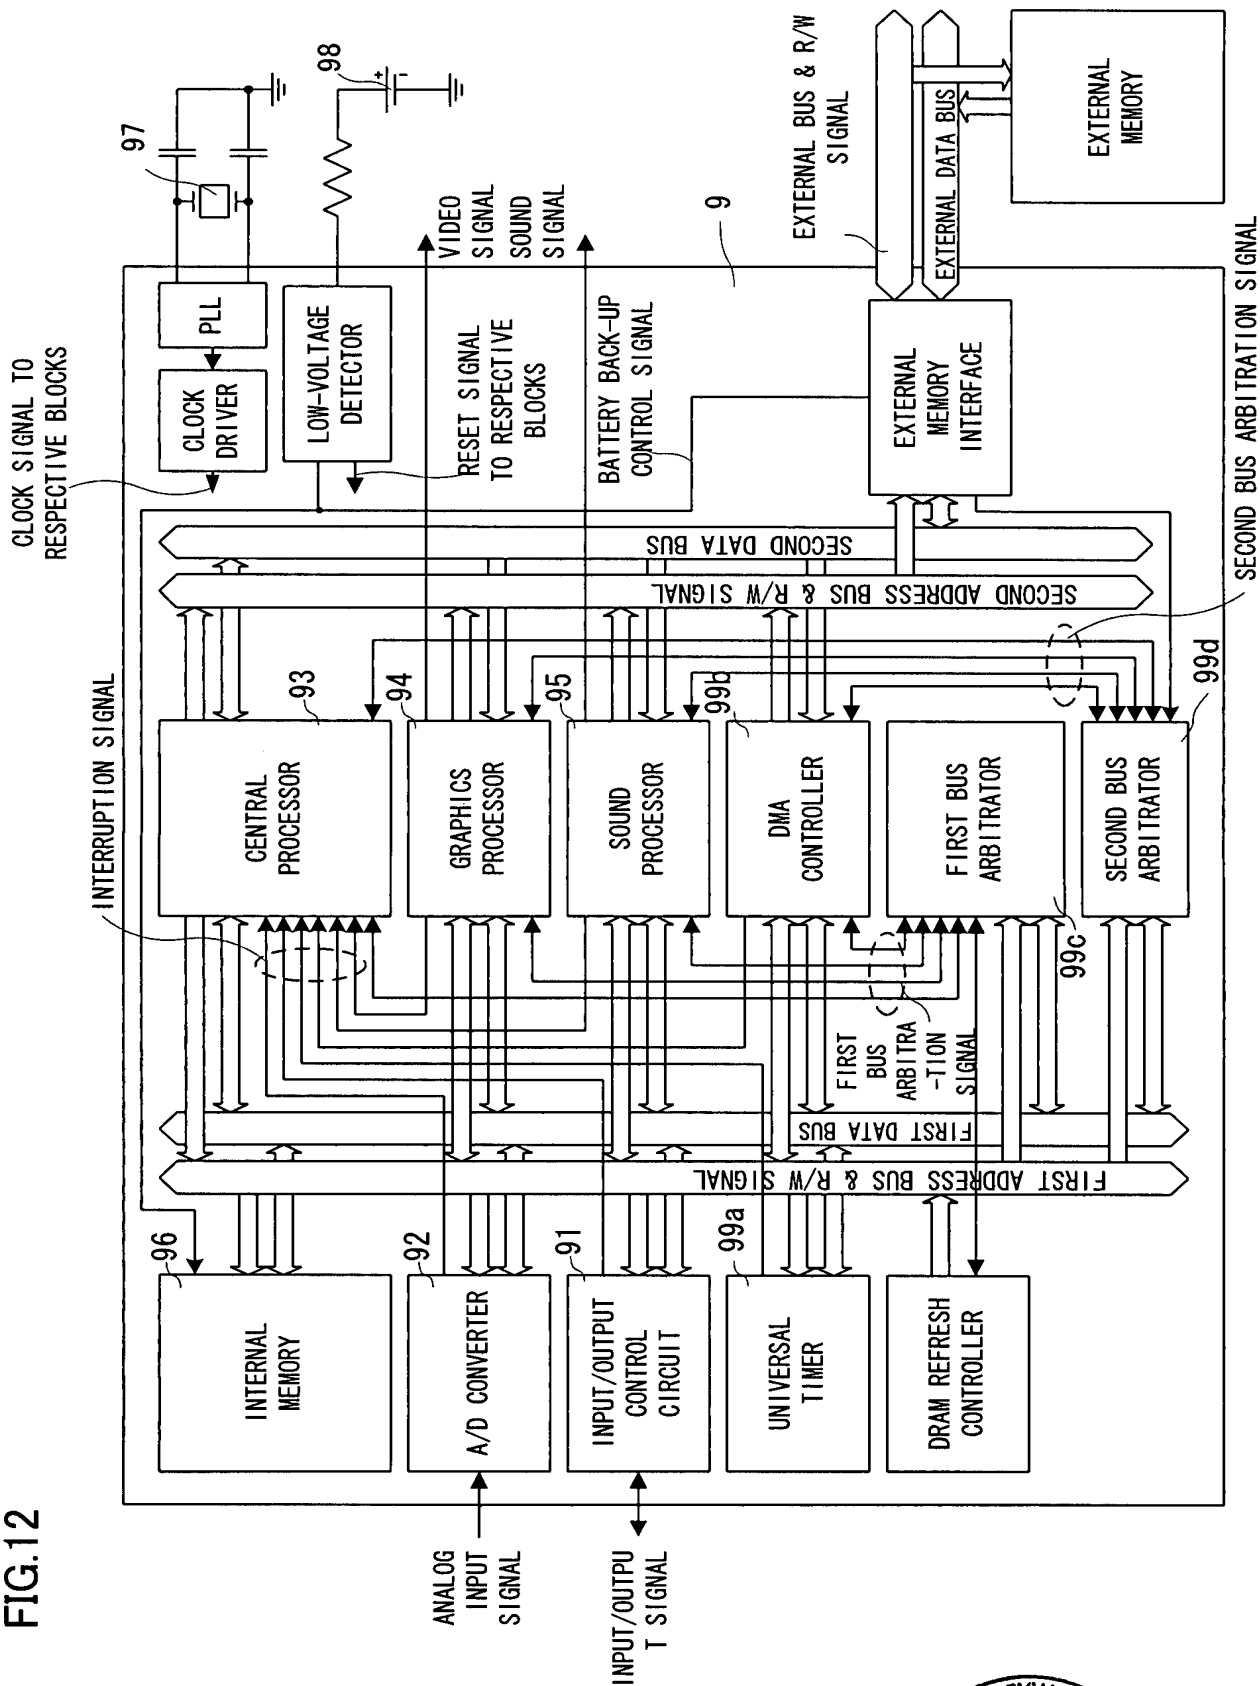 FIG.12
CLOCK SIGNAL TO
RESPECTIVE BLOCKS
INTERRUPTION SIGNAL
97
98
PLL
CLOCK
DRIVER
LOW-VOLTAGE
DETECTOR
VIDEO
SIGNAL
SOUND
SIGNAL
RESET SIGNAL
TO RESPECTIVE
BLOCKS
BATTERY BACK-UP
CONTROL SIGNAL
9
EXTERNAL BUS & R/W
SIGNAL
EXTERNAL DATA BUS
EXTERNAL
MEMORY
EXTERNAL
MEMORY
INTERFACE
SECOND BUS ARBITRATION SIGNAL
SECOND DATA BUS
SECOND ADDRESS BUS & R/W SIGNAL
93
CENTRAL
PROCESSOR
94
GRAPHICS
PROCESSOR
95
SOUND
PROCESSOR
99b
DMA
CONTROLLER
FIRST BUS
ARBITRATOR
99c
99d
SECOND BUS
ARBITRATOR
FIRST
BUS
ARBITRA
-TION
SIGNAL
FIRST DATA BUS
FIRST ADDRESS BUS & R/W SIGNAL
96
INTERNAL
MEMORY
92
A/D CONVERTER
91
INPUT/OUTPUT
CONTROL
CIRCUIT
99a
UNIVERSAL
TIMER
DRAM REFRESH
CONTROLLER
ANALOG
INPUT
SIGNAL
INPUT/OUTPU
T SIGNAL